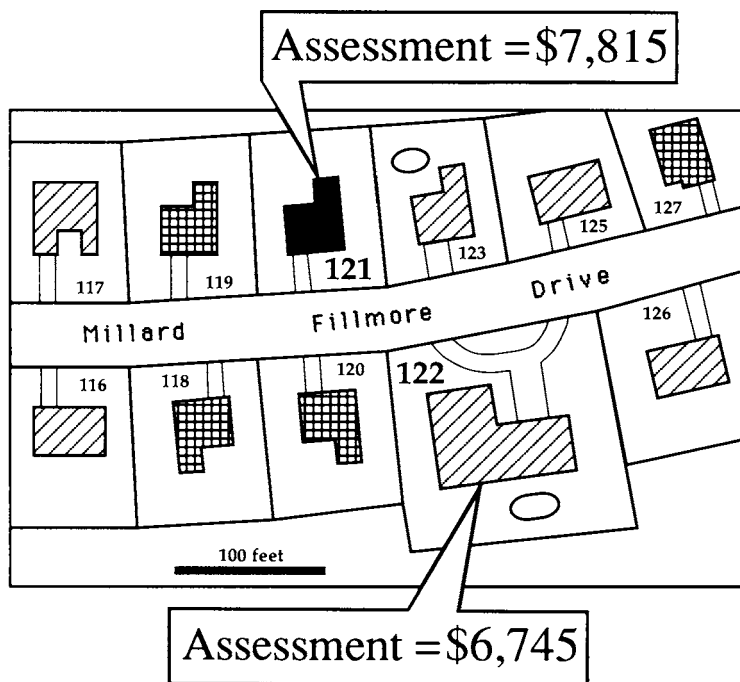 Assessment = $7,815
117
119
121
123
125
127
Millard Fillmore Drive
116
118
120
122
126
100 feet
Assessment = $6,745